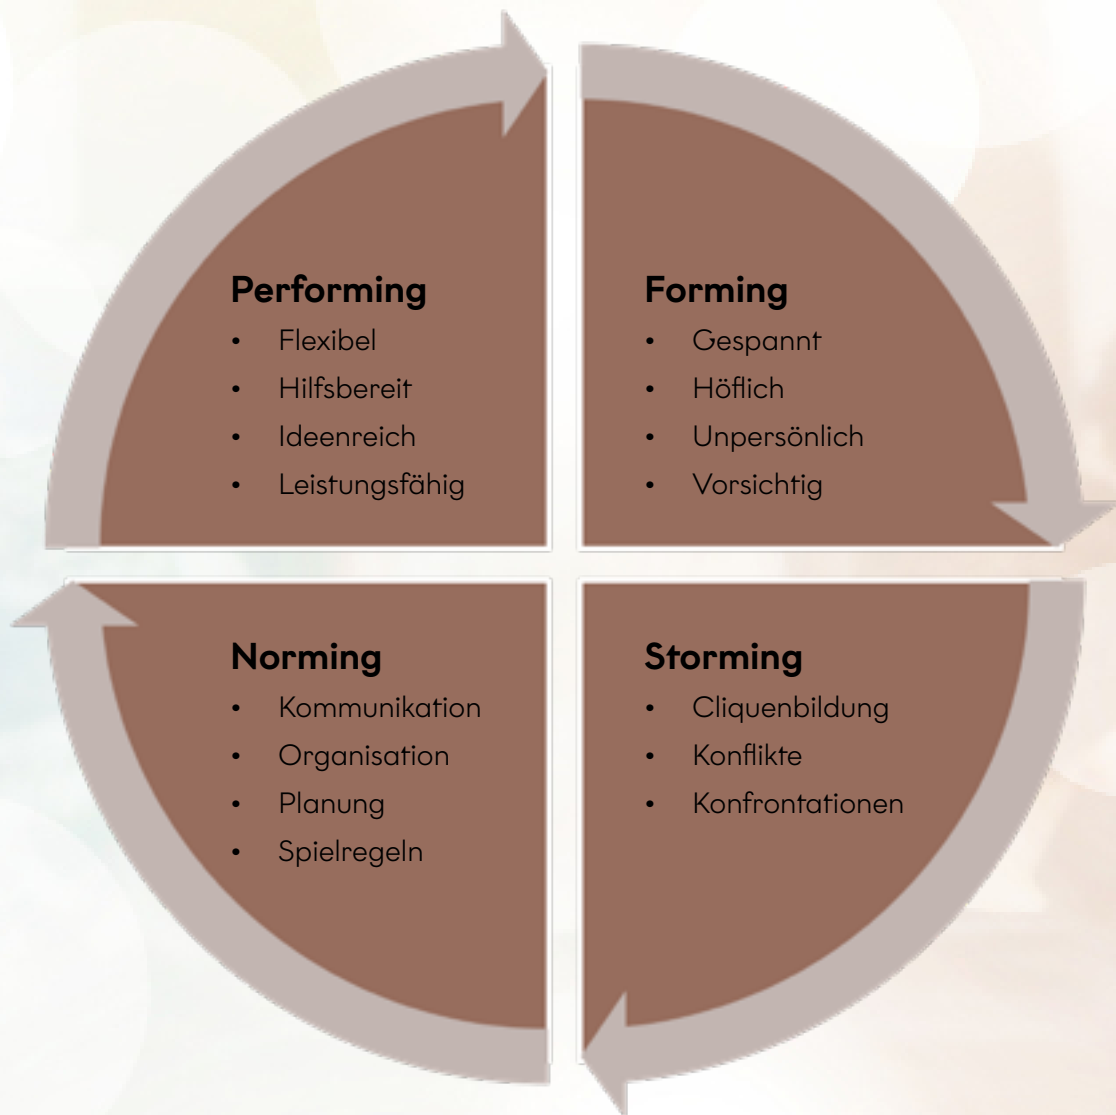 Performing
• Flexibel
• Hilfsbereit
• Ideenreich
• Leistungsfähig
Forming
• Gespannt
• Höflich
• Unpersönlich
• Vorsichtig
Norming
• Kommunikation
• Organisation
• Planung
• Spielregeln
Storming
• Cliquenbildung
• Konflikte
• Konfrontationen